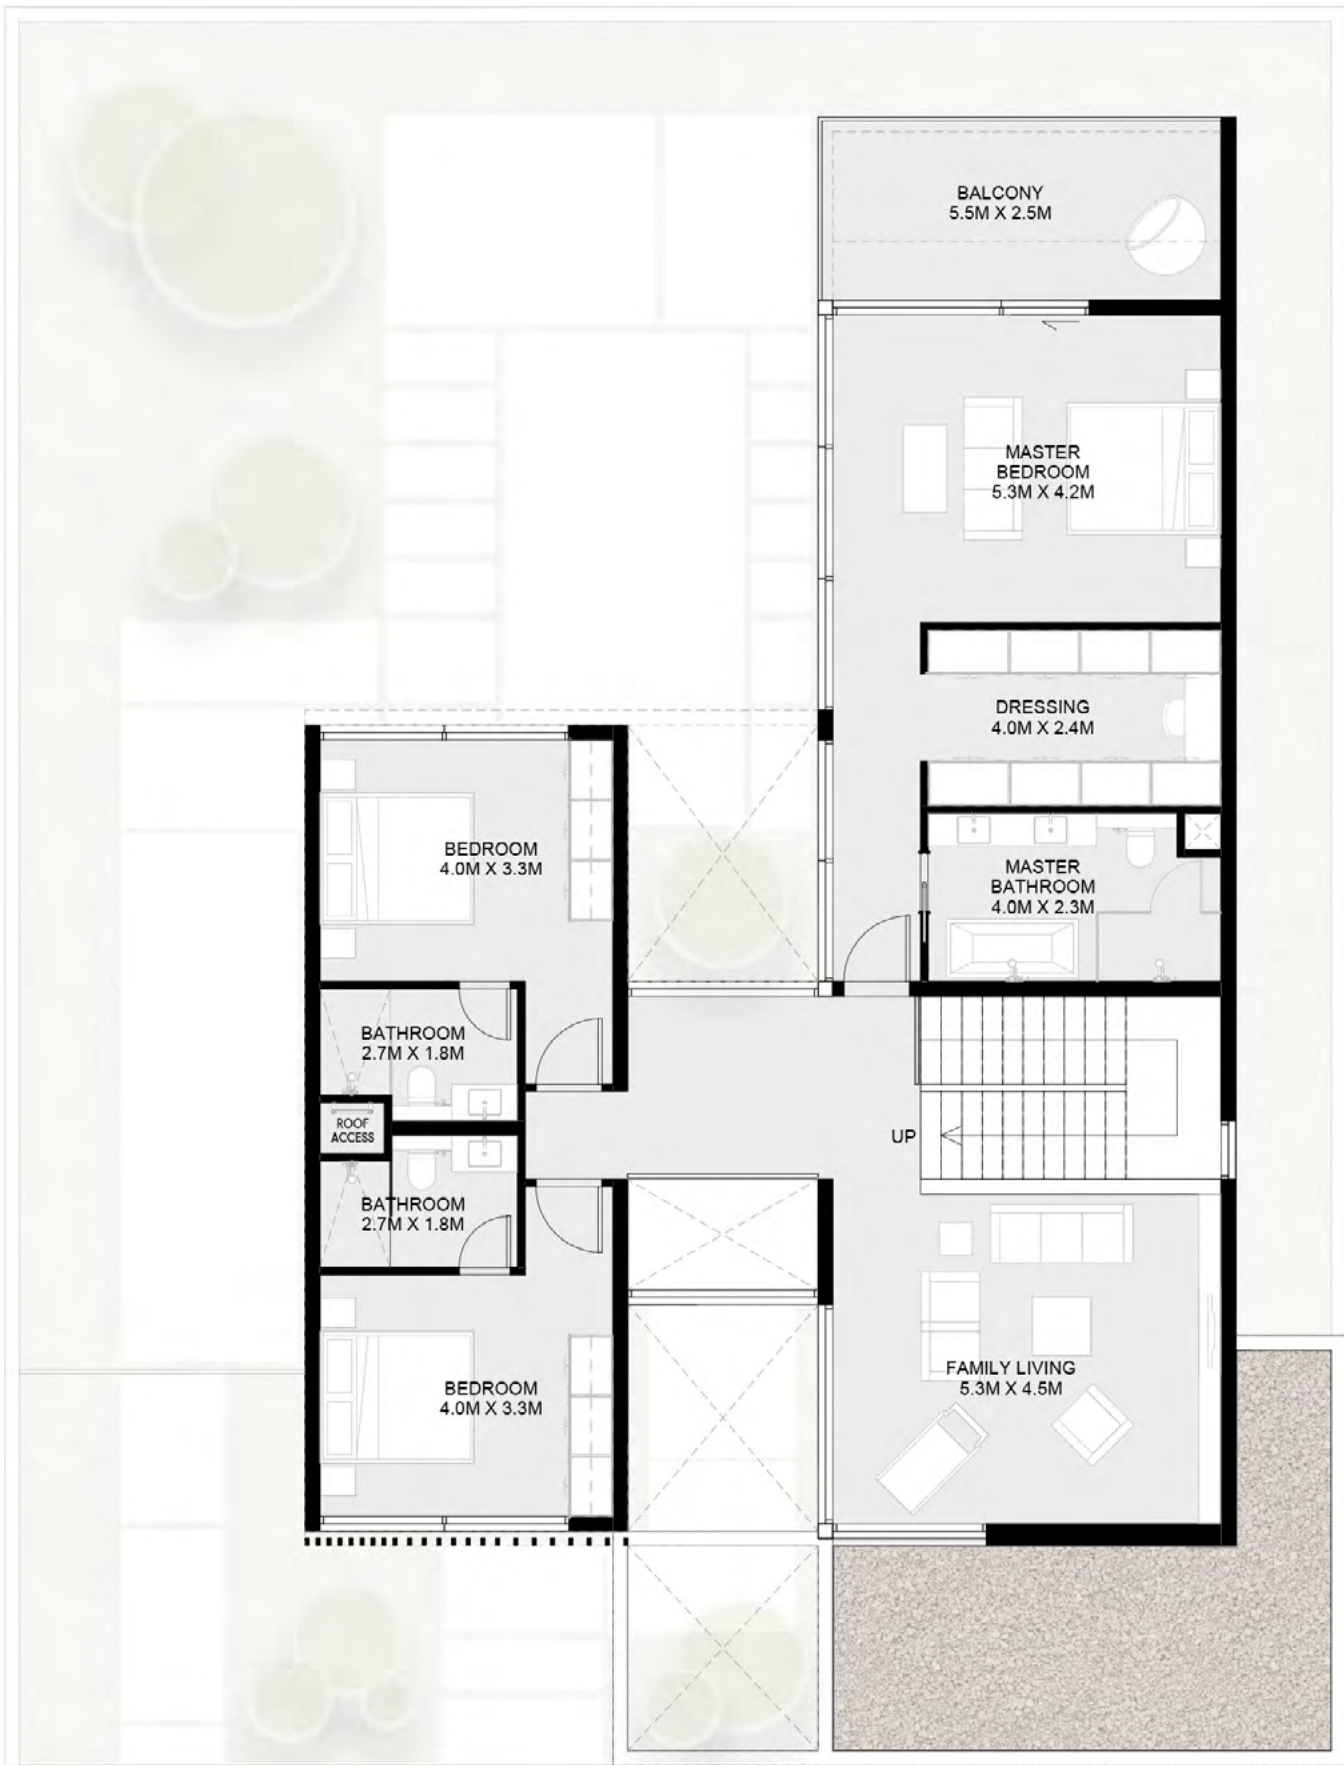 BALCONY
5.5M X 2.5M
MASTER
BEDROOM
5.3M X 4.2M
DRESSING
4.0M X 2.4M
BEDROOM
4.0M X 3.3M
MASTER
BATHROOM
4.0M X 2.3M
BATHROOM
2.7M X 1.8M
ROOF
ACCESS
UP
BATHROOM
2.7M X 1.8M
FAMILY LIVING
5.3M X 4.5M
BEDROOM
4.0M X 3.3M